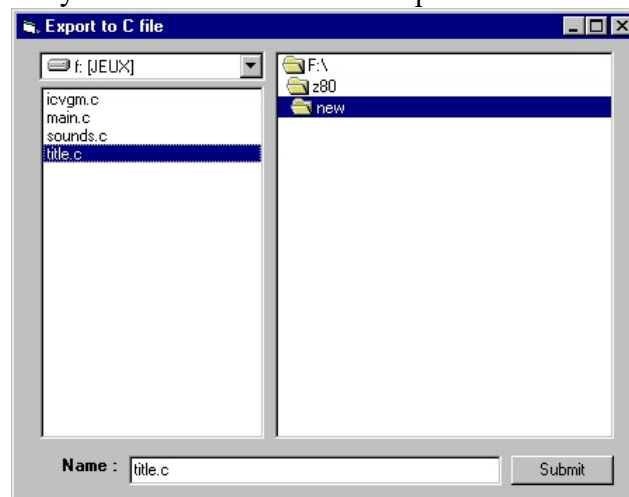 Export to C file
f: [JEUX]
icvgm.c
main.c
sounds.c
title.c
F:\
z80
new
Name :
title.c
Submit